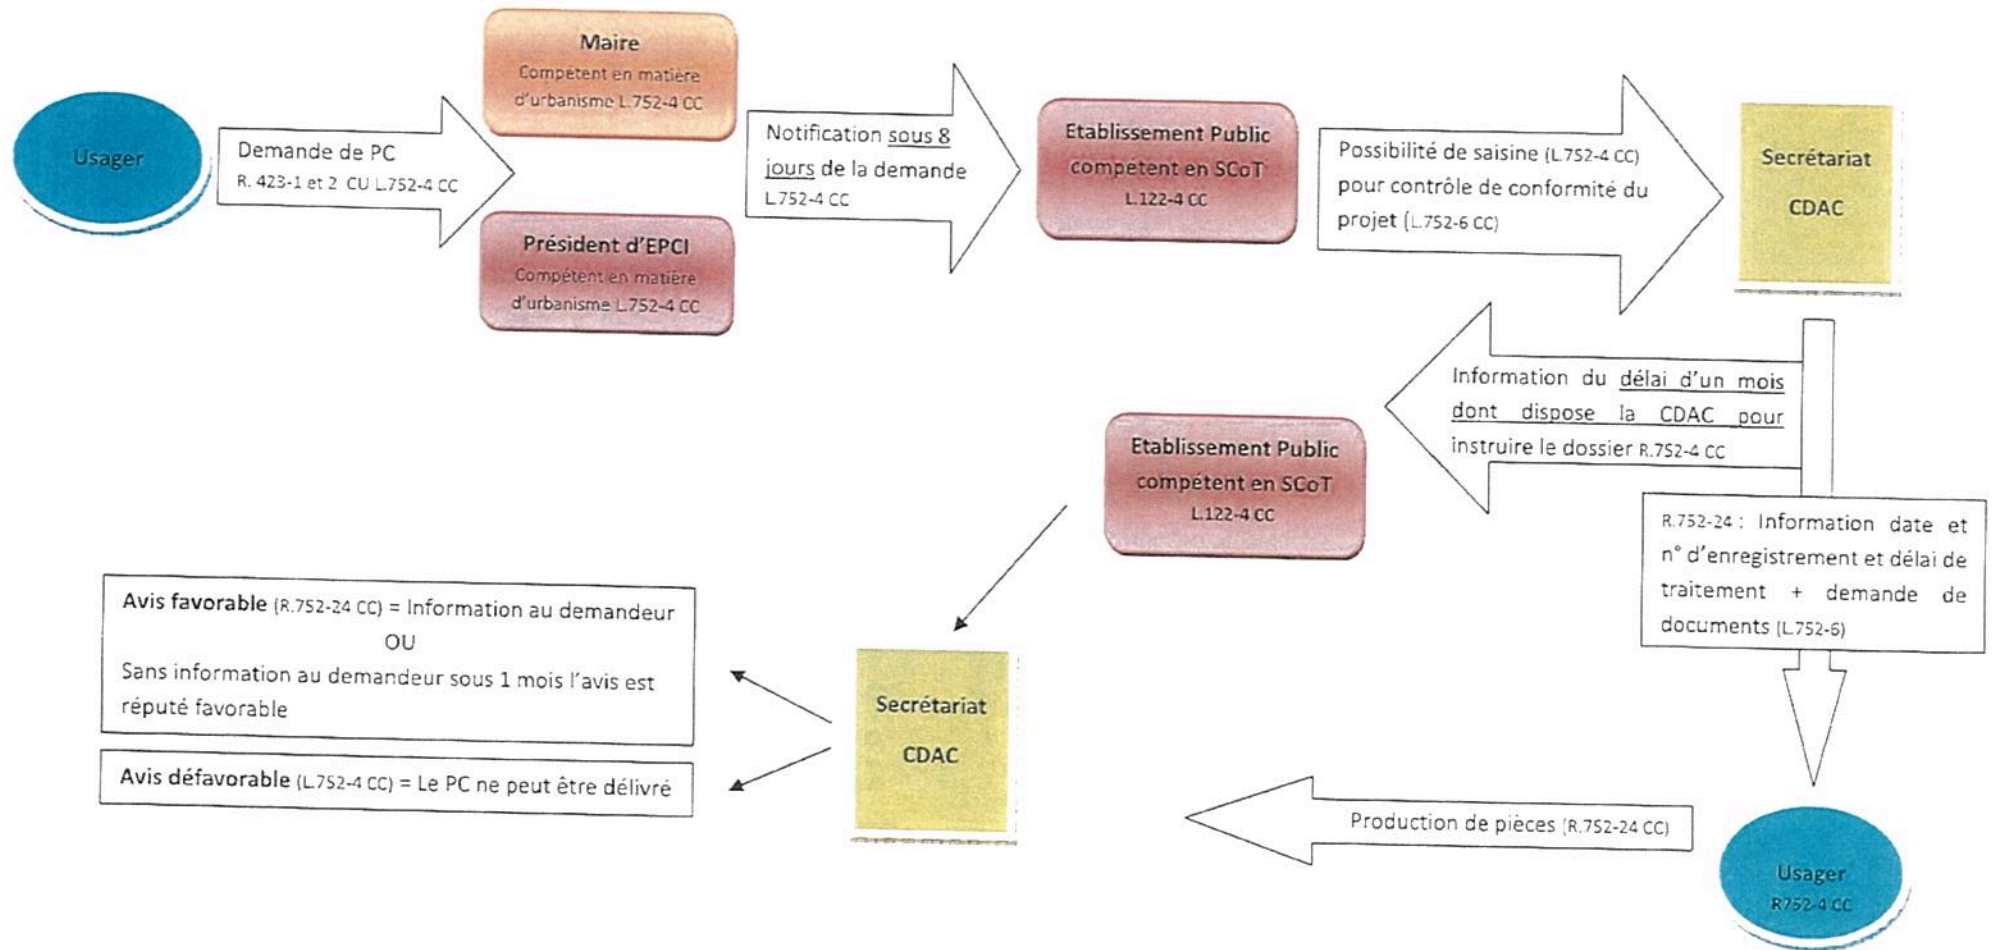 Usager
Demande de PC
R. 423-1 et 2 CU L.752-4 CC
Maire
Compétent en matière
d'urbanisme L.752-4 CC
Président d'EPCI
Compétent en matière
d'urbanisme L.752-4 CC
Notification sous 8
jours de la demande
L.752-4 CC
Etablissement Public
compétent en SCoT
L.122-4 CC
Possibilité de saisine (L.752-4 CC)
pour contrôle de conformité du
projet (L.752-6 CC)
Secrétariat
CDAC
Information du délai d'un mois
dont dispose la CDAC pour
instruire le dossier R.752-4 CC
Etablissement Public
compétent en SCoT
L.122-4 CC
R.752-24 : Information date et
n° d'enregistrement et délai de
traitement + demande de
documents (L.752-6)
Avis favorable (R.752-24 CC) = Information au demandeur
OU
Sans information au demandeur sous 1 mois l'avis est
réputé favorable
Avis défavorable (L.752-4 CC) = Le PC ne peut être délivré
Secrétariat
CDAC
Production de pièces (R.752-24 CC)
Usager
R752-4 CC